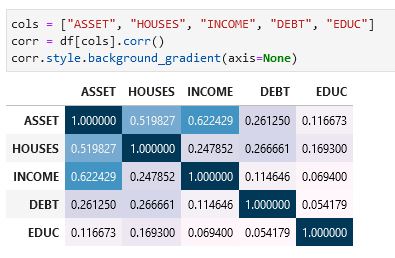 cols = ["ASSET", "HOUSES", "INCOME", "DEBT", "EDUC"]
corr = df[cols].corr()
corr.style.background_gradient(axis=None)
ASSET HOUSES INCOME DEBT EDUC
ASSET 1.000000 0.519827 0.622429 0.261250 0.116673
HOUSES 0.519827 1.000000 0.247852 0.266661 0.169300
INCOME 0.622429 0.247852 1.000000 0.114646 0.069400
DEBT 0.261250 0.266661 0.114646 1.000000 0.054179
EDUC 0.116673 0.169300 0.069400 0.054179 1.000000